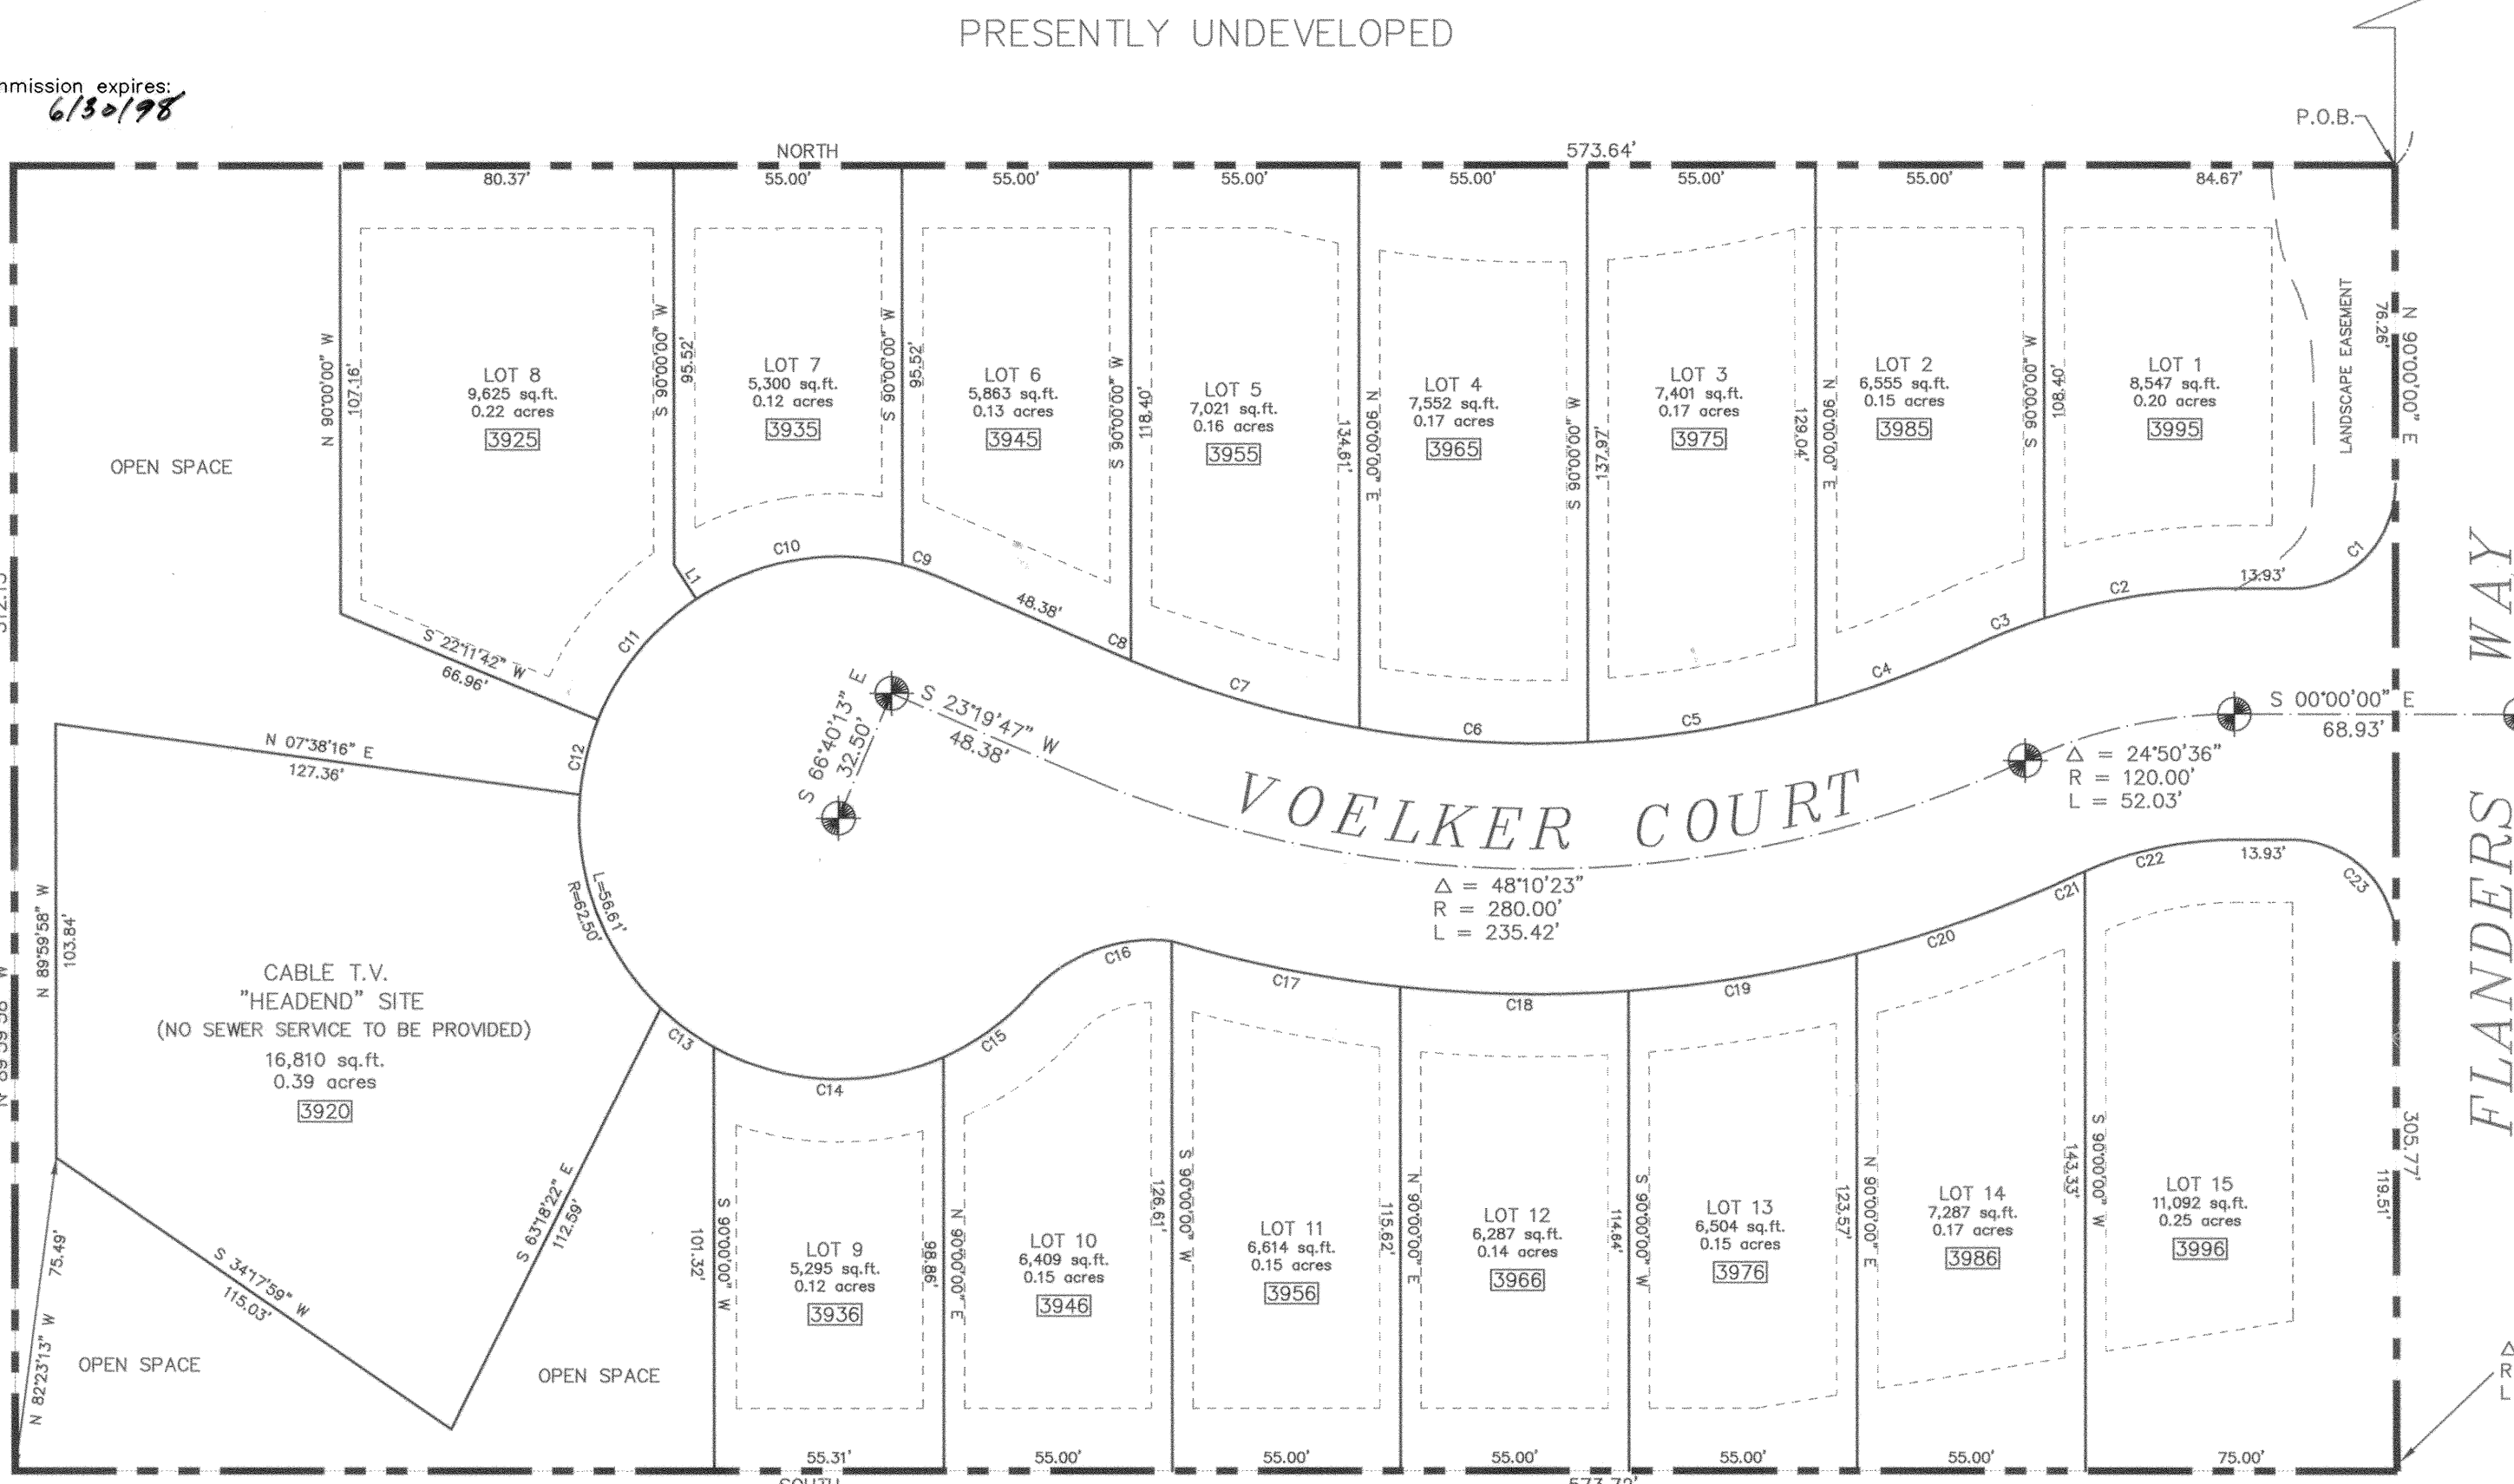 PRESENTLY UNDEVELOPED
mmission expires:
6/30/98
P.O.B.
NORTH
573.64'
80.37'
55.00'
55.00'
55.00'
55.00'
55.00'
55.00'
84.67'
OPEN SPACE
N 90°00'00" W
107.16'
LOT 8
9,625 sq.ft.
0.22 acres
3925
S 90°00'00" W
95.52'
LOT 7
5,300 sq.ft.
0.12 acres
3935
S 90°00'00" W
95.52'
LOT 6
5,863 sq.ft.
0.13 acres
3945
S 90°00'00" W
118.40'
LOT 5
7,021 sq.ft.
0.16 acres
3955
134.61'
N 90°00'00" E
LOT 4
7,552 sq.ft.
0.17 acres
3965
S 90°00'00" W
137.97'
LOT 3
7,401 sq.ft.
0.17 acres
3975
129.04'
N 90°00'00" E
LOT 2
6,555 sq.ft.
0.15 acres
3985
S 90°00'00" W
108.40'
LOT 1
8,547 sq.ft.
0.20 acres
3995
LANDSCAPE EASEMENT
76.26'
N 90°00'00" E
L1
C10
C9
48.38'
C8
C7
C6
C5
C4
C3
C2
13.93'
C1
C11
S 22°11'42" W
66.96'
C12
N 07°38'16" E
127.36'
S 66°40'13" E
32.50'
S 23°19'47" W
48.38'
S 00°00'00" E
68.93'
Δ = 24°50'36"
R = 120.00'
L = 52.03'
VOELKER COURT
Δ = 48°10'23"
R = 280.00'
L = 235.42'
FLANDERS WAY
L=56.61'
R=62.50'
N 89°59'58" W
103.84'
CABLE T.V.
"HEADEND" SITE
(NO SEWER SERVICE TO BE PROVIDED)
16,810 sq.ft.
0.39 acres
3920
C13
C14
C15
C16
C17
C18
C19
C20
C21
C22
13.93'
C23
N 82°23'13" W
75.49'
S 34°17'59" W
115.03'
S 63°18'22" E
112.59'
OPEN SPACE
OPEN SPACE
101.32'
S 90°00'00" W
LOT 9
5,295 sq.ft.
0.12 acres
3936
98.86'
N 90°00'00" E
LOT 10
6,409 sq.ft.
0.15 acres
3946
126.61'
S 90°00'00" W
LOT 11
6,614 sq.ft.
0.15 acres
3956
115.62'
N 90°00'00" E
LOT 12
6,287 sq.ft.
0.14 acres
3966
114.64'
S 90°00'00" W
LOT 13
6,504 sq.ft.
0.15 acres
3976
123.57'
N 90°00'00" E
LOT 14
7,287 sq.ft.
0.17 acres
3986
143.33'
S 90°00'00" W
LOT 15
11,092 sq.ft.
0.25 acres
3996
119.51'
305.77'
Δ
R
L
55.31'
55.00'
55.00'
55.00'
55.00'
55.00'
75.00'
SOUTH
573.72'